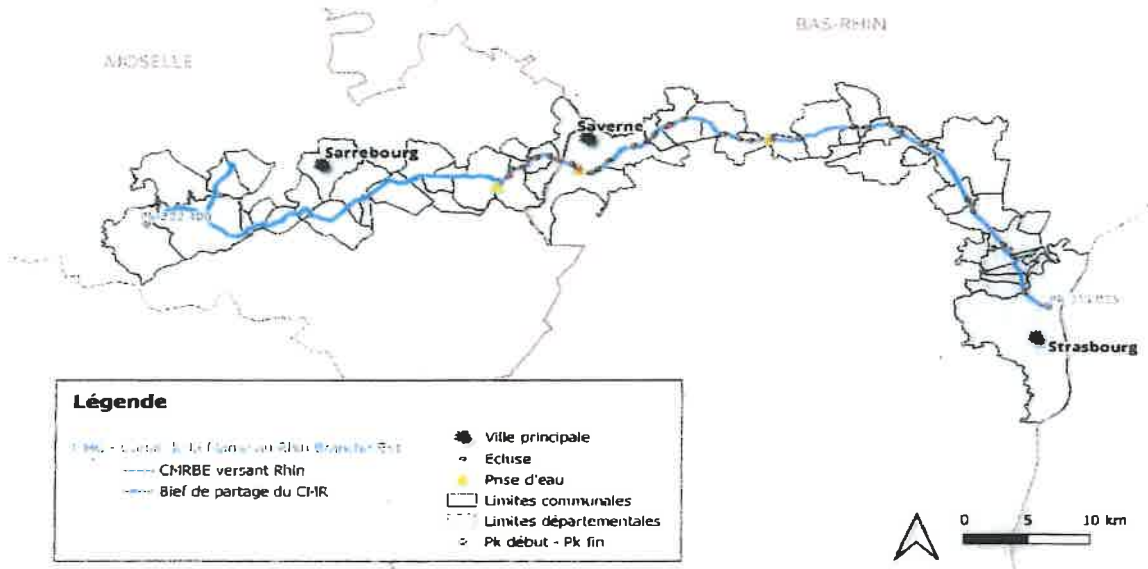 BAS-RHIN
MOSELLE
Saverne
Sarrebourg
Strasbourg
Légende
Ville principale
Ecluse
CMRBE versant Rhin
Prise d'eau
Bief de partage du CMR
Limites communales
Limites départementales
Pk début - Pk fin
0 5 10 km